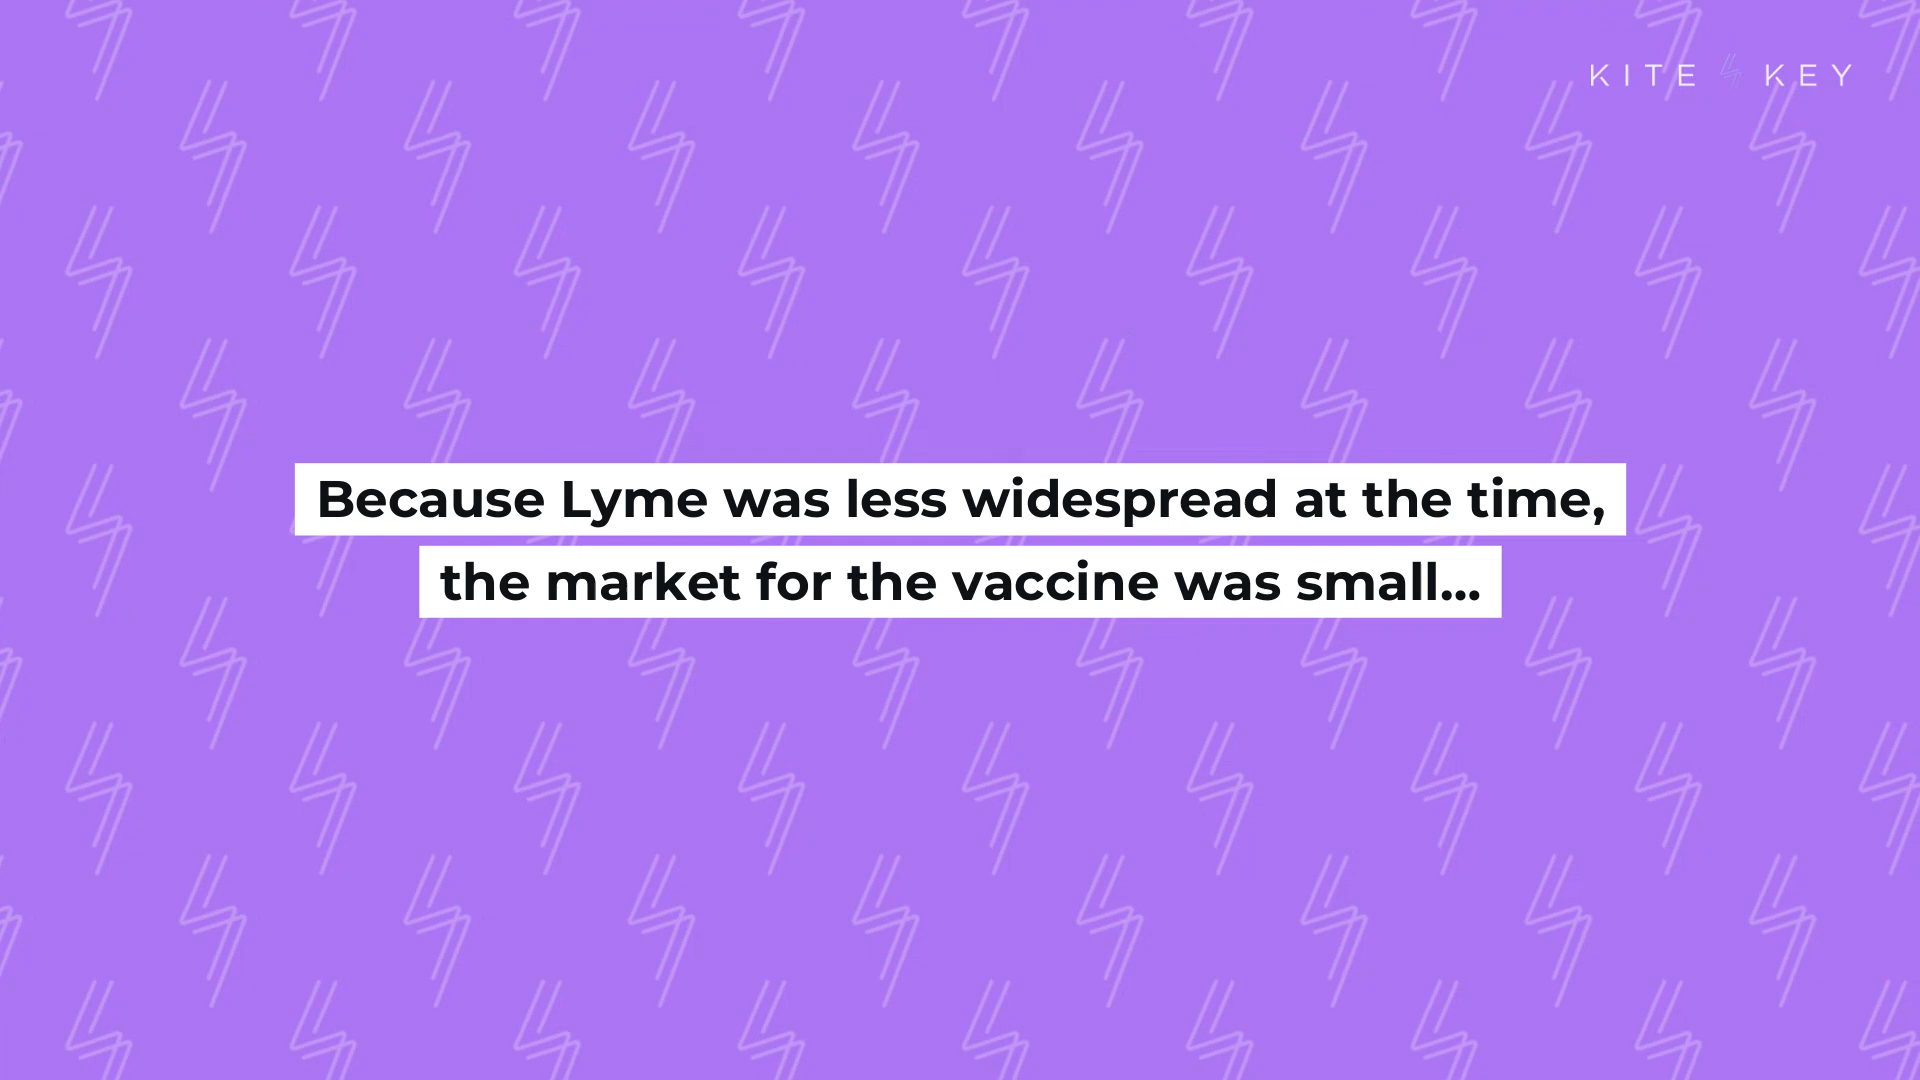 KITE KEY
Because Lyme was less widespread at the time,
the market for the vaccine was small...